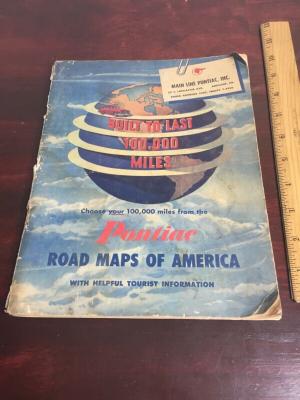 MAIN LINE PONTIAC, INC.
BUILT TO LAST
100,000
MILES
Choose your 100,000 miles from the
Pontiac
ROAD MAPS OF AMERICA
WITH HELPFUL TOURIST INFORMATION